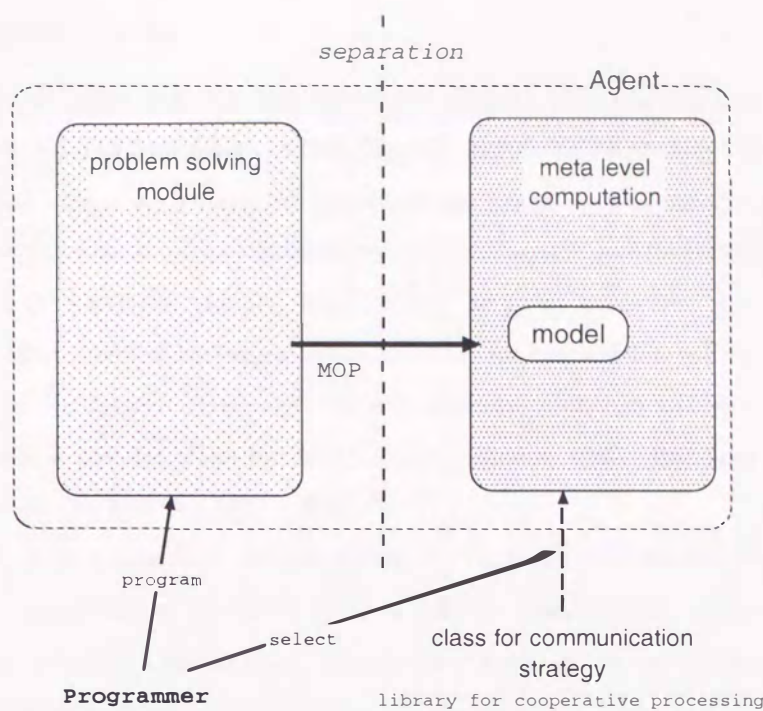 separation
Agent
problem solving
module
meta level
computation
model
MOP
program
select
class for communication
strategy
Programmer
library for cooperative processing